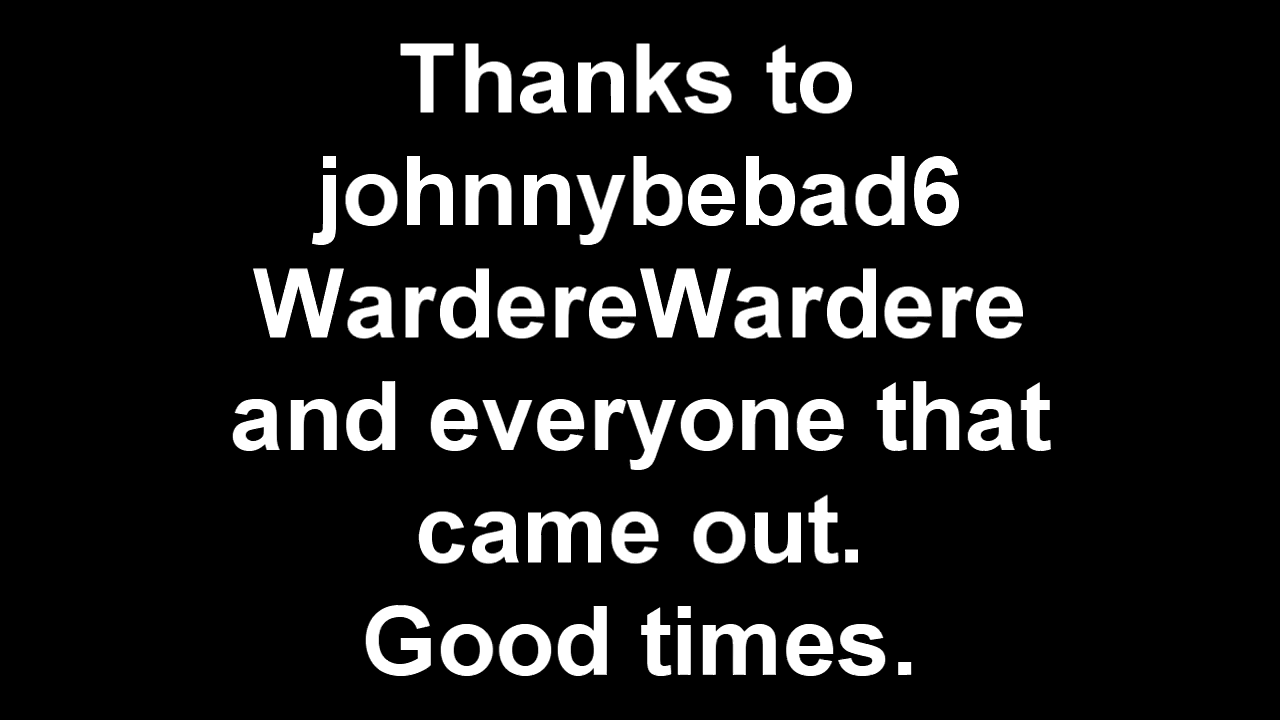 Thanks to
johnnybebad6
WardereWardere
and everyone that
came out.
Good times.